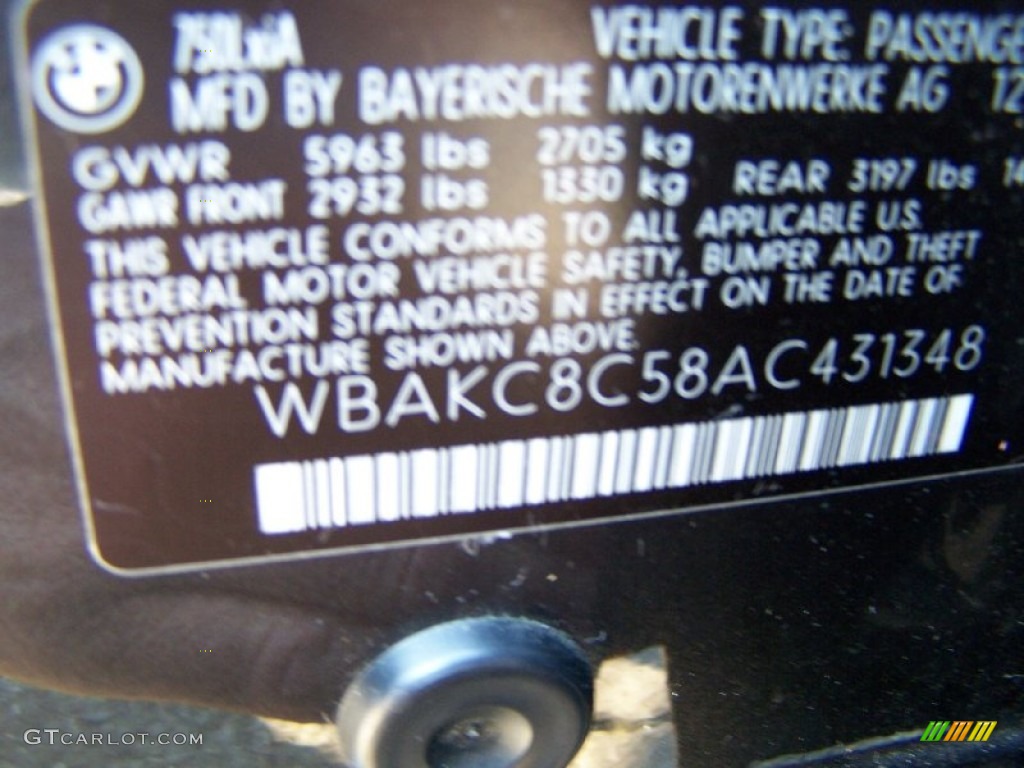 750LxiA VEHICLE TYPE: PASSENGE
MFD BY BAYERISCHE MOTORENWERKE AG 12
GVWR 5963 lbs 2705 kg
GAWR FRONT 2932 lbs 1330 kg REAR 3197 lbs 14
THIS VEHICLE CONFORMS TO ALL APPLICABLE U.S.
FEDERAL MOTOR VEHICLE SAFETY, BUMPER AND THEFT
PREVENTION STANDARDS IN EFFECT ON THE DATE OF
MANUFACTURE SHOWN ABOVE.
WBAKC8C58AC431348
GTCARLOT.COM